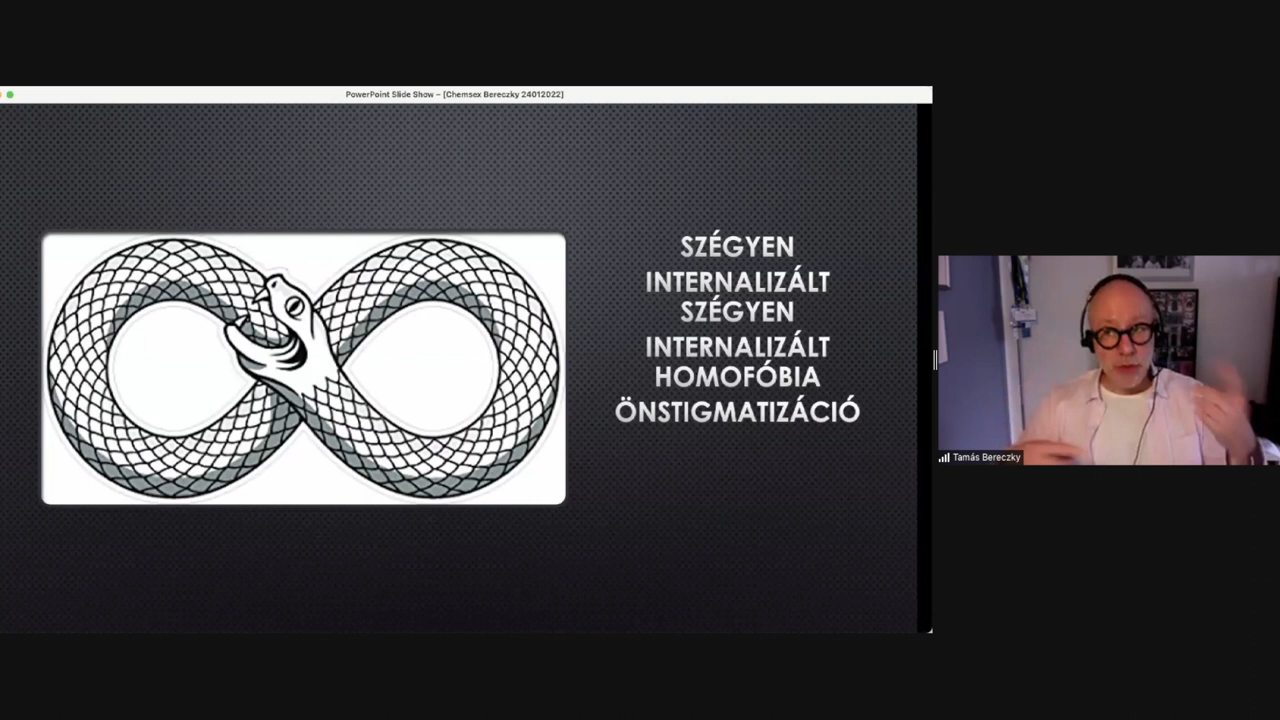 PowerPoint Slide Show – [Chemsex Bereczky 24012022]
SZÉGYEN
INTERNALIZÁLT
SZÉGYEN
INTERNALIZÁLT
HOMOFÓBIA
ÖNSTIGMATIZÁCIÓ
Tamás Bereczky